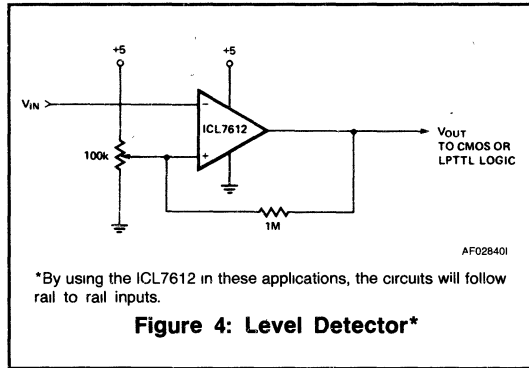 +5
+5
VIN
ICL7612
100k
VOUT
TO CMOS OR
LPTTL LOGIC
1M
AF02840I
*By using the ICL7612 in these applications, the circuits will follow
rail to rail inputs.
Figure 4: Level Detector*